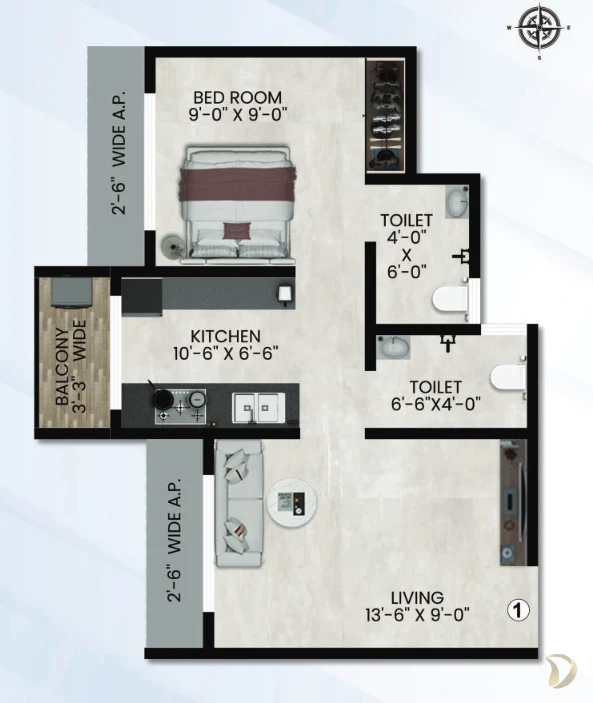 N
W E
S
BED ROOM
9'-0" X 9'-0"
2'-6" WIDE A.P.
TOILET
4'-0"
X
6'-0"
KITCHEN
10'-6" X 6'-6"
BALCONY
3'-3" WIDE
TOILET
6'-6"X4'-0"
2'-6" WIDE A.P.
LIVING
13'-6" X 9'-0"
1